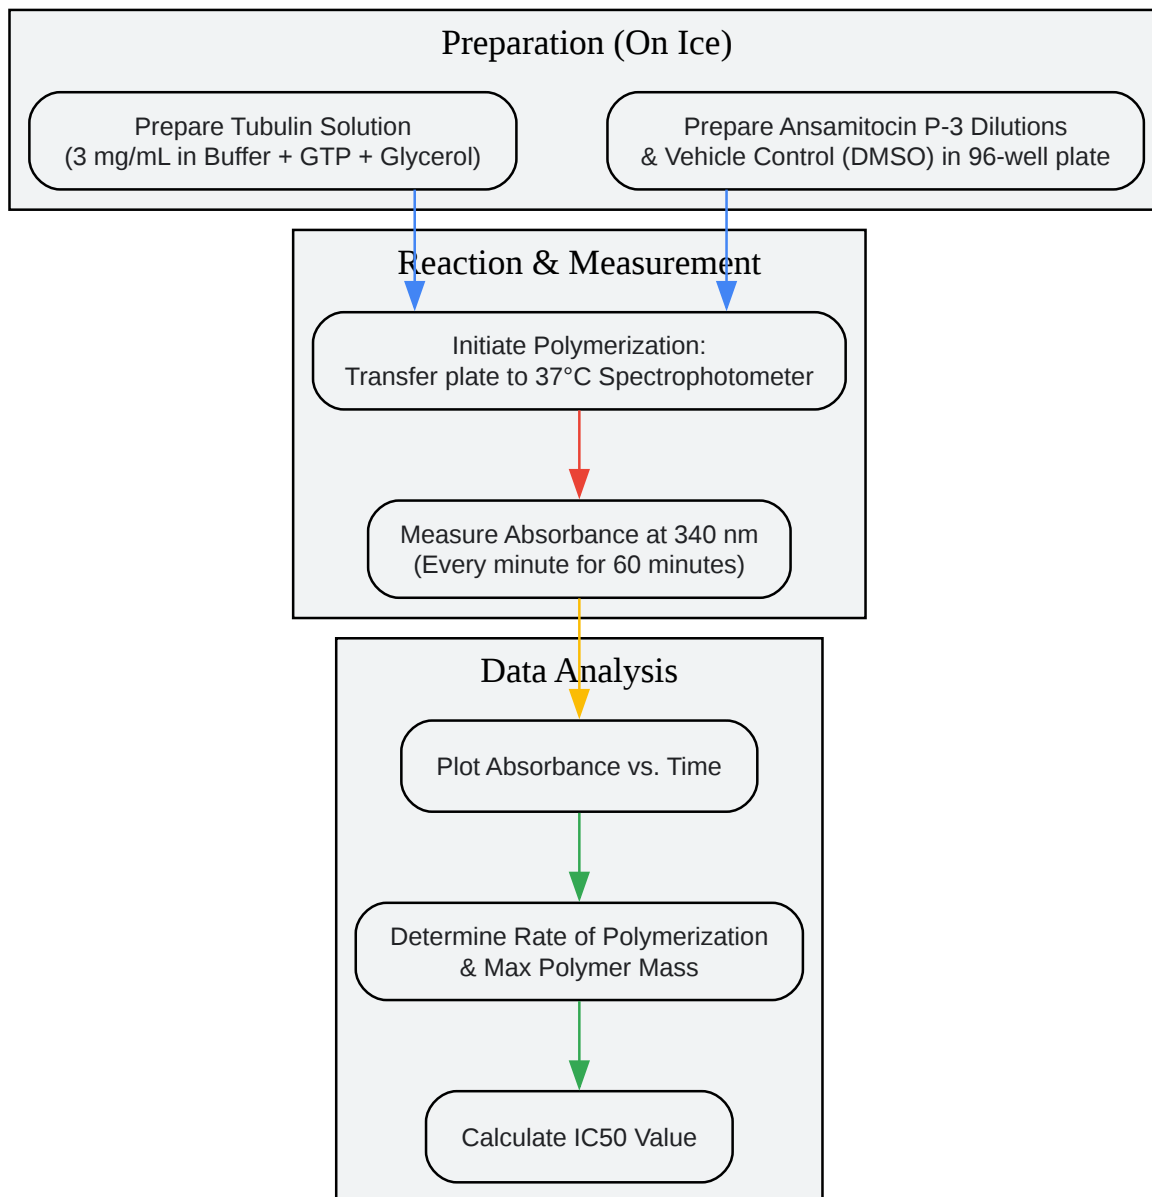 Preparation (On Ice)
Prepare Tubulin Solution
(3 mg/mL in Buffer + GTP + Glycerol)
Prepare Ansamitocin P-3 Dilutions
& Vehicle Control (DMSO) in 96-well plate
Reaction & Measurement
Initiate Polymerization:
Transfer plate to 37°C Spectrophotometer
Measure Absorbance at 340 nm
(Every minute for 60 minutes)
Data Analysis
Plot Absorbance vs. Time
Determine Rate of Polymerization
& Max Polymer Mass
Calculate IC50 Value